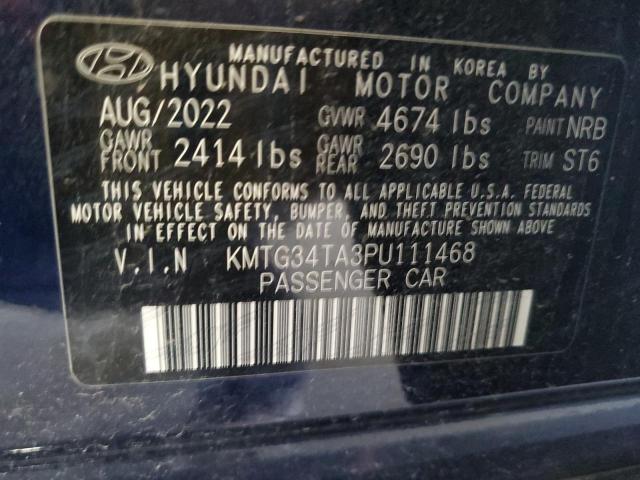 MANUFACTURED IN KOREA BY
HYUNDAI MOTOR COMPANY
AUG/2022 GVWR 4674 lbs PAINT NRB
GAWR FRONT 2414 lbs GAWR REAR 2690 lbs TRIM ST6
THIS VEHICLE CONFORMS TO ALL APPLICABLE U.S.A. FEDERAL
MOTOR VEHICLE SAFETY, BUMPER, AND THEFT PREVENTION STANDARDS
IN EFFECT ON THE DATE OF MANUFACTURE SHOWN ABOVE.
V.I.N KMTG34TA3PU111468
PASSENGER CAR